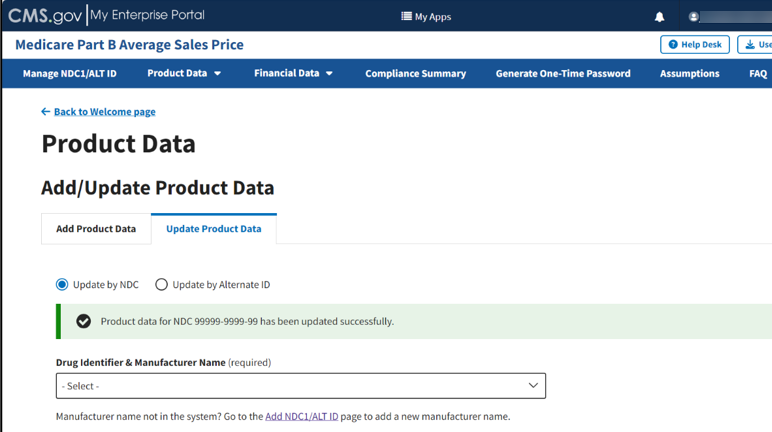 CMS.gov My Enterprise Portal
My Apps
Medicare Part B Average Sales Price
Help Desk
Manage NDC1/ALT ID Product Data Financial Data Compliance Summary Generate One-Time Password Assumptions FAQ
Back to Welcome page
Product Data
Add/Update Product Data
Add Product Data Update Product Data
Update by NDC Update by Alternate ID
Product data for NDC 99999-9999-99 has been updated successfully.
Drug Identifier & Manufacturer Name (required)
- Select -
Manufacturer name not in the system? Go to the Add NDC1/ALT ID page to add a new manufacturer name.